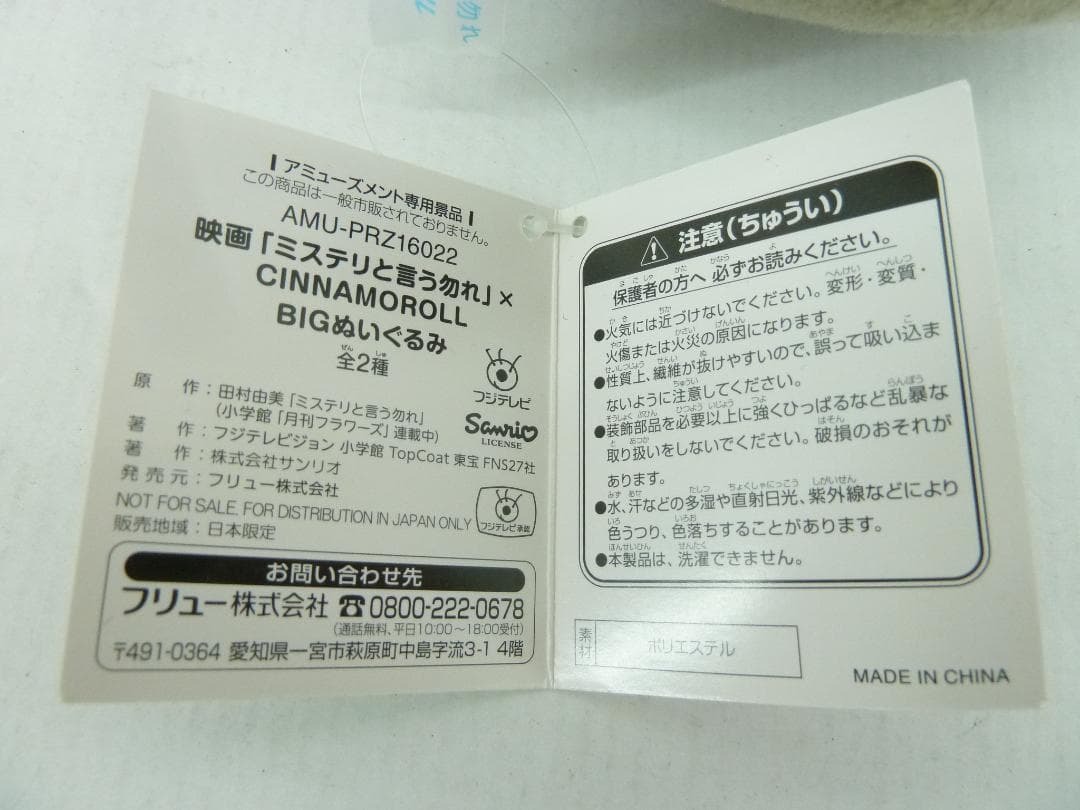 勿れ
アミューズメント専用景品
この商品は一般市販されておりません。
AMU-PRZ16022
映画「ミステリと言う勿れ」×
CINNAMOROLL
BIGぬいぐるみ
全2種
ぜん しゅ
フジテレビ
原 作:田村由美「ミステリと言う勿れ」
(小学館「月刊フラワーズ」連載中)
Sanrio
LICENSE
著 作:フジテレビジョン 小学館 TopCoat 東宝 FNS27社
著 作:株式会社サンリオ
発 売 元:フリュー株式会社
NOT FOR SALE. FOR DISTRIBUTION IN JAPAN ONLY
フジテレビ承認
販売地域:日本限定
お問い合わせ先
フリュー株式会社 ☎0800-222-0678
(通話無料、平日10:00〜18:00受付)
〒491-0364 愛知県一宮市萩原町中島字流3-1 4階
注意(ちゅうい)
保護者の方へ 必ずお読みください。
●火気には近づけないでください。変形・変質・
火傷または火災の原因になります。
●性質上、繊維が抜けやすいので、誤って吸い込ま
ないように注意してください。
●装飾部品を必要以上に強くひっぱるなど乱暴な
取り扱いをしないでください。破損のおそれが
あります。
●水、汗などの多湿や直射日光、紫外線などにより
色うつり、色落ちすることがあります。
●本製品は、洗濯できません。
素材 ポリエステル
MADE IN CHINA